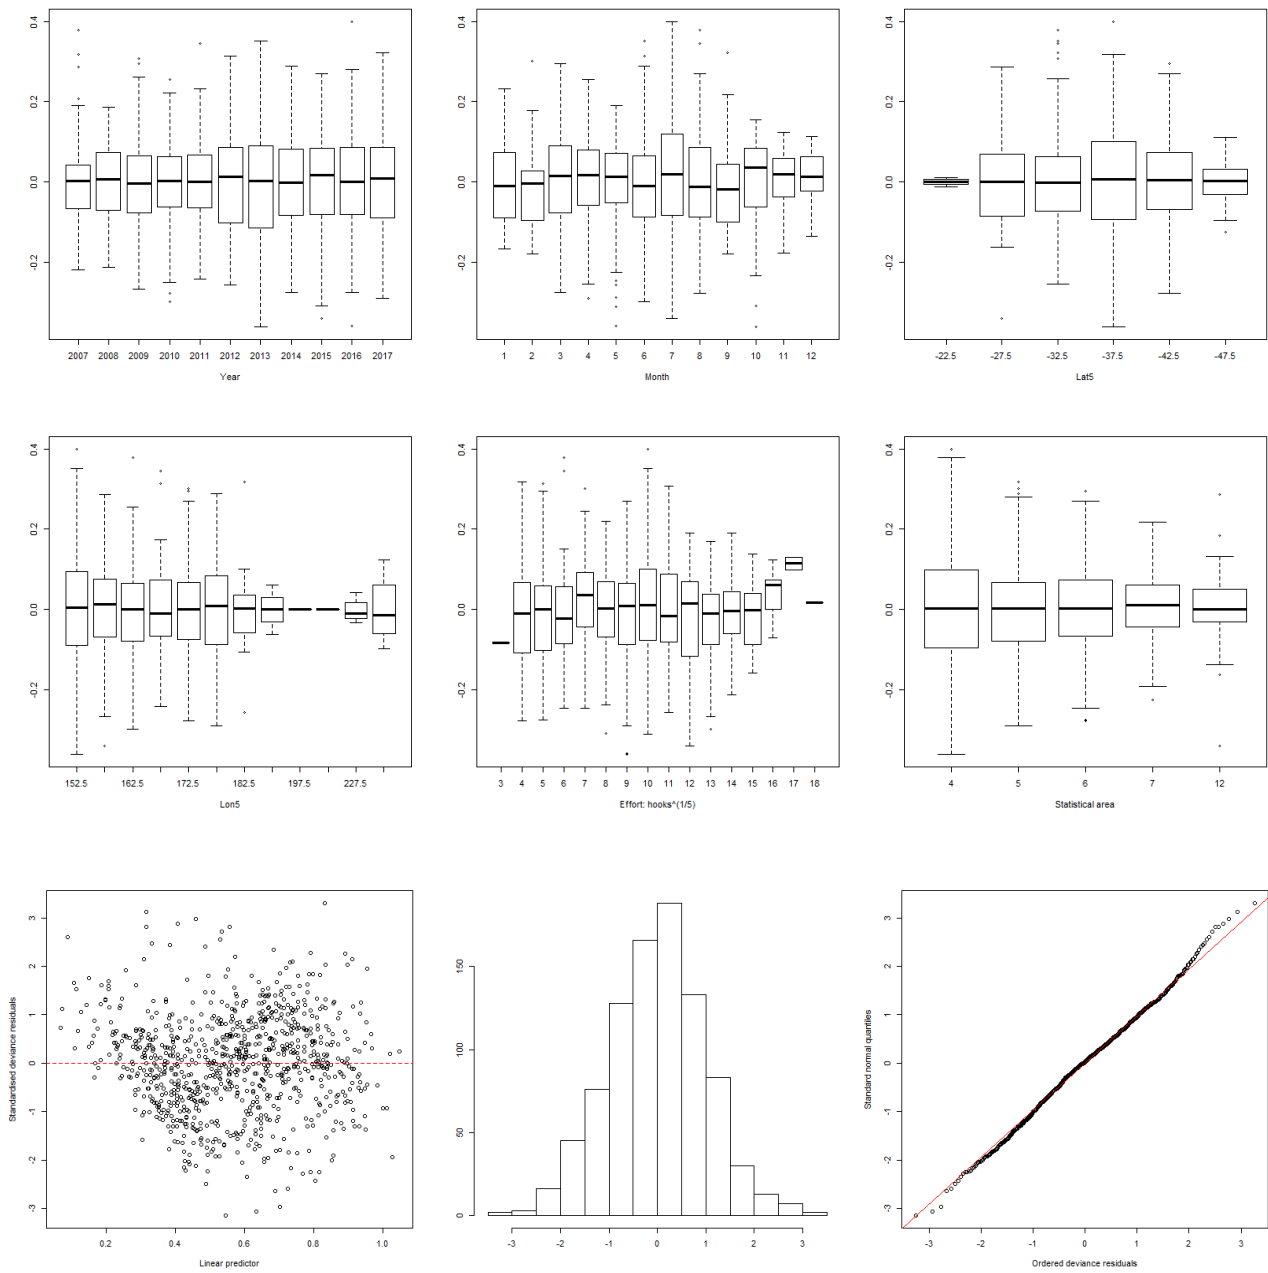 0.4
0.2
0.0
-0.2
2007 2008 2009 2010 2011 2012 2013 2014 2015 2016 2017
Year
0.4
0.2
0.0
-0.2
1 2 3 4 5 6 7 8 9 10 11 12
Month
0.4
0.2
0.0
-0.2
-22.5 -27.5 -32.5 -37.5 -42.5 -47.5
Lat5
0.4
0.2
0.0
-0.2
152.5 162.5 172.5 182.5 197.5 227.5
Lon5
0.4
0.2
0.0
-0.2
3 4 5 6 7 8 9 10 11 12 13 14 15 16 17 18
Effort: hooks^(1/5)
0.4
0.2
0.0
-0.2
4 5 6 7 12
Statistical area
Standardised deviance residuals
3
2
1
0
-1
-2
-3
0.2 0.4 0.6 0.8 1.0
Linear predictor
150
100
50
0
-3 -2 -1 0 1 2 3
Standard normal quantiles
3
2
1
0
-1
-2
-3
-3 -2 -1 0 1 2 3
Ordered deviance residuals